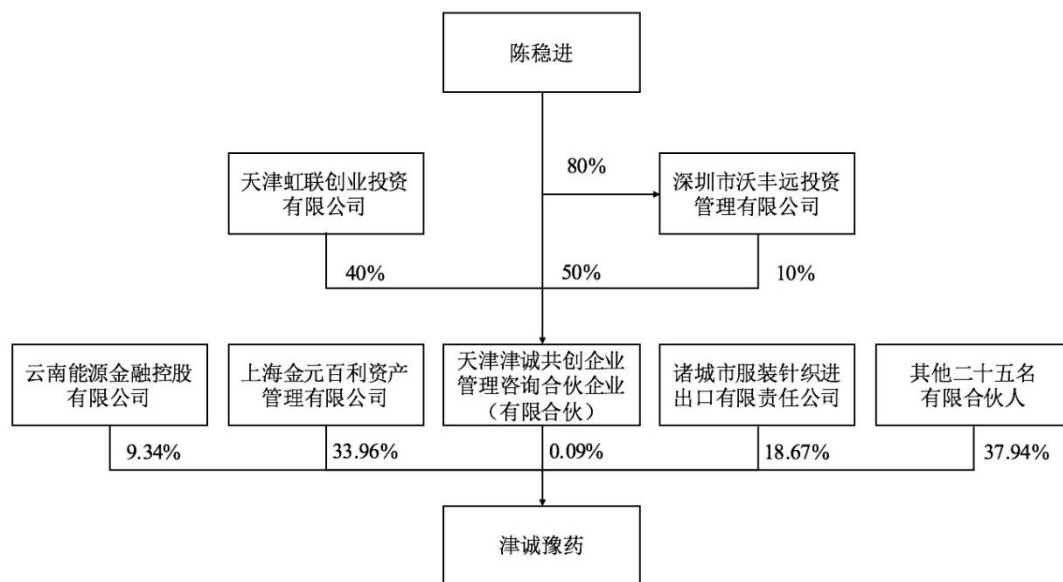 陈稳进
80%
天津虹联创业投资
有限公司
深圳市沃丰远投资
管理有限公司
40%
50%
10%
云南能源金融控股
有限公司
上海金元百利资产
管理有限公司
天津津诚共创企业
管理咨询合伙企业
（有限合伙）
诸城市服装针织进
出口有限责任公司
其他二十五名
有限合伙人
9.34%
33.96%
0.09%
18.67%
37.94%
津诚豫药